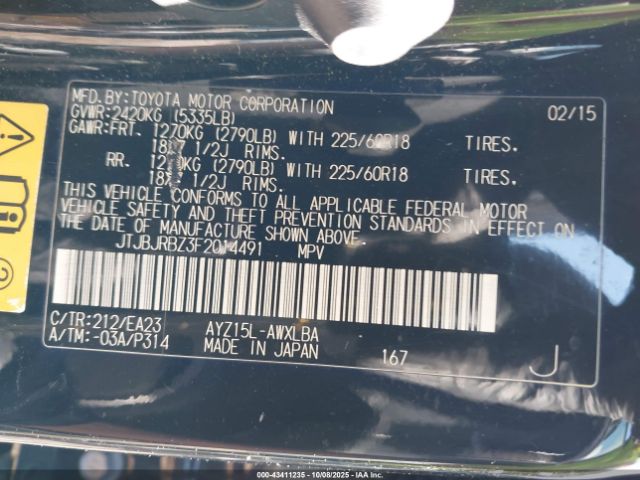 MFD.BY:TOYOTA MOTOR CORPORATION 02/15
GVWR:2420KG (5335LB)
GAWR:FRT. 1270KG (2790LB) WITH 225/60R18 TIRES.
18X7 1/2J RIMS.
RR. 1270KG (2790LB) WITH 225/60R18 TIRES.
18X7 1/2J RIMS.
THIS VEHICLE CONFORMS TO ALL APPLICABLE FEDERAL MOTOR
VEHICLE SAFETY AND THEFT PREVENTION STANDARDS IN EFFECT ON
THE DATE OF MANUFACTURE SHOWN ABOVE.
JTJBJRBZ3F2014491 MPV
C/TR:212/EA23 AYZ15L-AWXLBA
A/TM:-03A/P314 MADE IN JAPAN 167 J
2
000-43411235 - 10/08/2025 - IAAI.COM